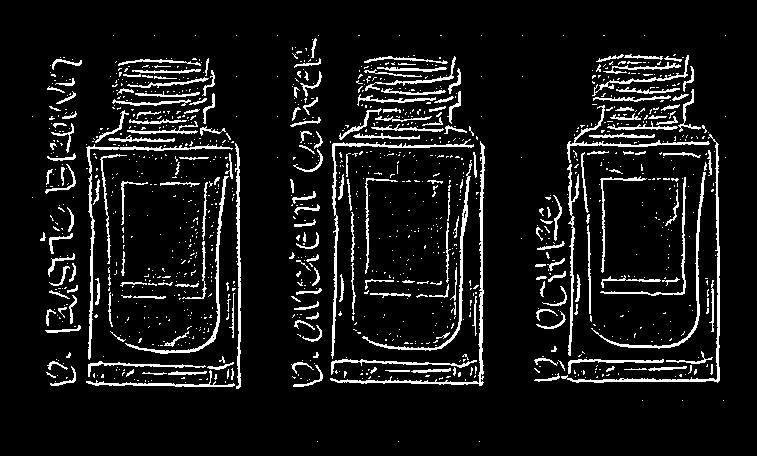 D. RUSTIC BROWN
D. ANCIENT COPPER
D. OCHRE